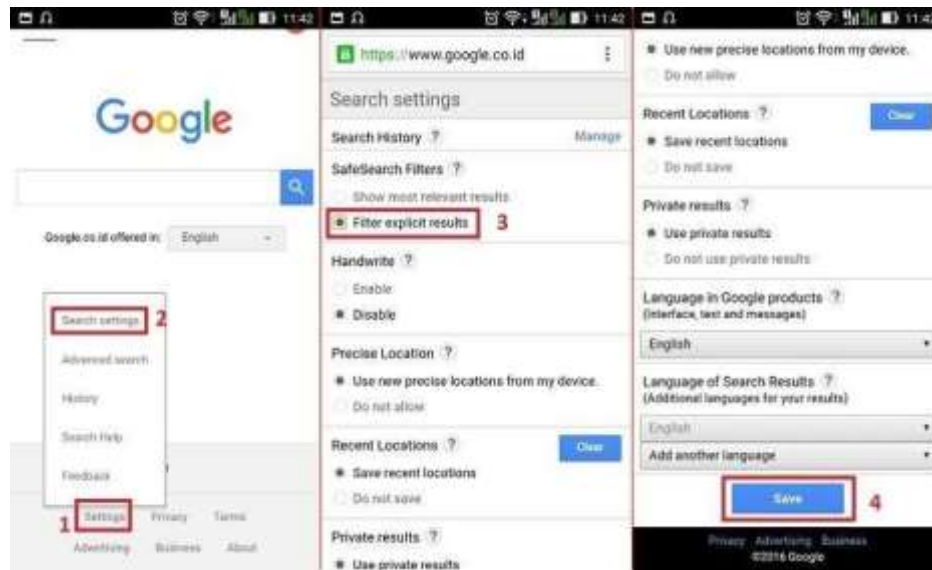 11:42
Google
Google.co.id offered in: English
Search settings 2
Advanced search
History
Search Help
Feedback
1 Settings Privacy Terms
Advertising Business About
11:42
https://www.google.co.id
Search settings
Search History ? Manage
SafeSearch Filters ?
Show most relevant results
Filter explicit results 3
Handwrite ?
Enable
Disable
Precise Location ?
Use new precise locations from my device.
Do not allow
Recent Locations ? Clear
Save recent locations
Do not save
Private results ?
Use private results
11:42
Use new precise locations from my device.
Do not allow
Recent Locations ? Clear
Save recent locations
Do not save
Private results ?
Use private results
Do not use private results
Language in Google products ?
(interface, text and messages)
English
Language of Search Results ?
(Additional languages for your results)
English
Add another language
Save 4
Privacy Advertising Business
©2016 Google